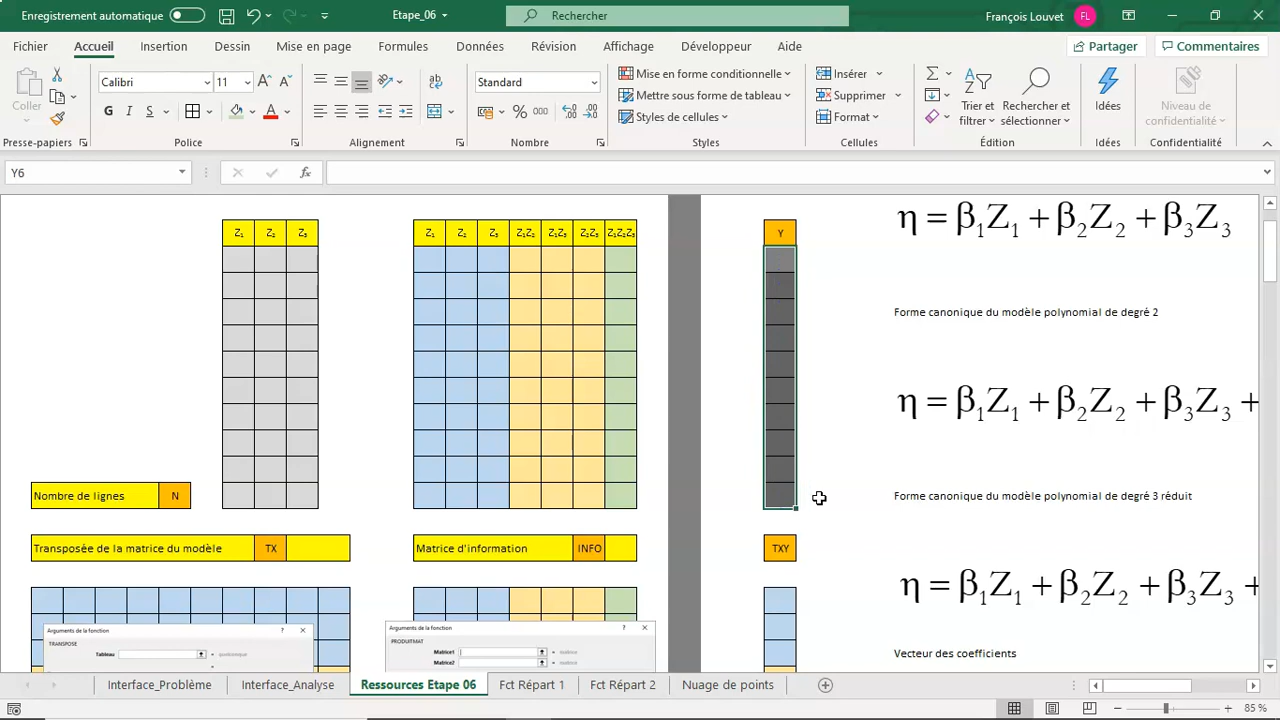 Enregistrement automatique Etape_06 Rechercher François Louvet FL
Fichier Accueil Insertion Dessin Mise en page Formules Données Révision Affichage Développeur Aide Partager Commentaires
Coller
Calibri 11
G I S
Standard
% 000
Mise en forme conditionnelle
Mettre sous forme de tableau
Styles de cellules
Insérer
Supprimer
Format
Trier et filtrer
Rechercher et sélectionner
Idées
Niveau de confidentialité
Presse-papiers Police Alignement Nombre Styles Cellules Édition Idées Confidentialité
Y6 fx
Z₁ Z₂ Z₃
Z₁ Z₂ Z₃ Z₁Z₂ Z₁Z₃ Z₂Z₃ Z₁Z₂Z₃
Y
η = β₁Z₁ + β₂Z₂ + β₃Z₃
Forme canonique du modèle polynomial de degré 2
η = β₁Z₁ + β₂Z₂ + β₃Z₃ +
Nombre de lignes N
Forme canonique du modèle polynomial de degré 3 réduit
Transposée de la matrice du modèle TX
Matrice d'information INFO
TXY
η = β₁Z₁ + β₂Z₂ + β₃Z₃ +
Arguments de la fonction ? ×
TRANSPOSE
Tableau
Arguments de la fonction ? ×
PRODUITMAT
Matrice1
Matrice2
Vecteur des coefficients
Interface_Problème Interface_Analyse Ressources Etape 06 Fct Répart 1 Fct Répart 2 Nuage de points
85 %